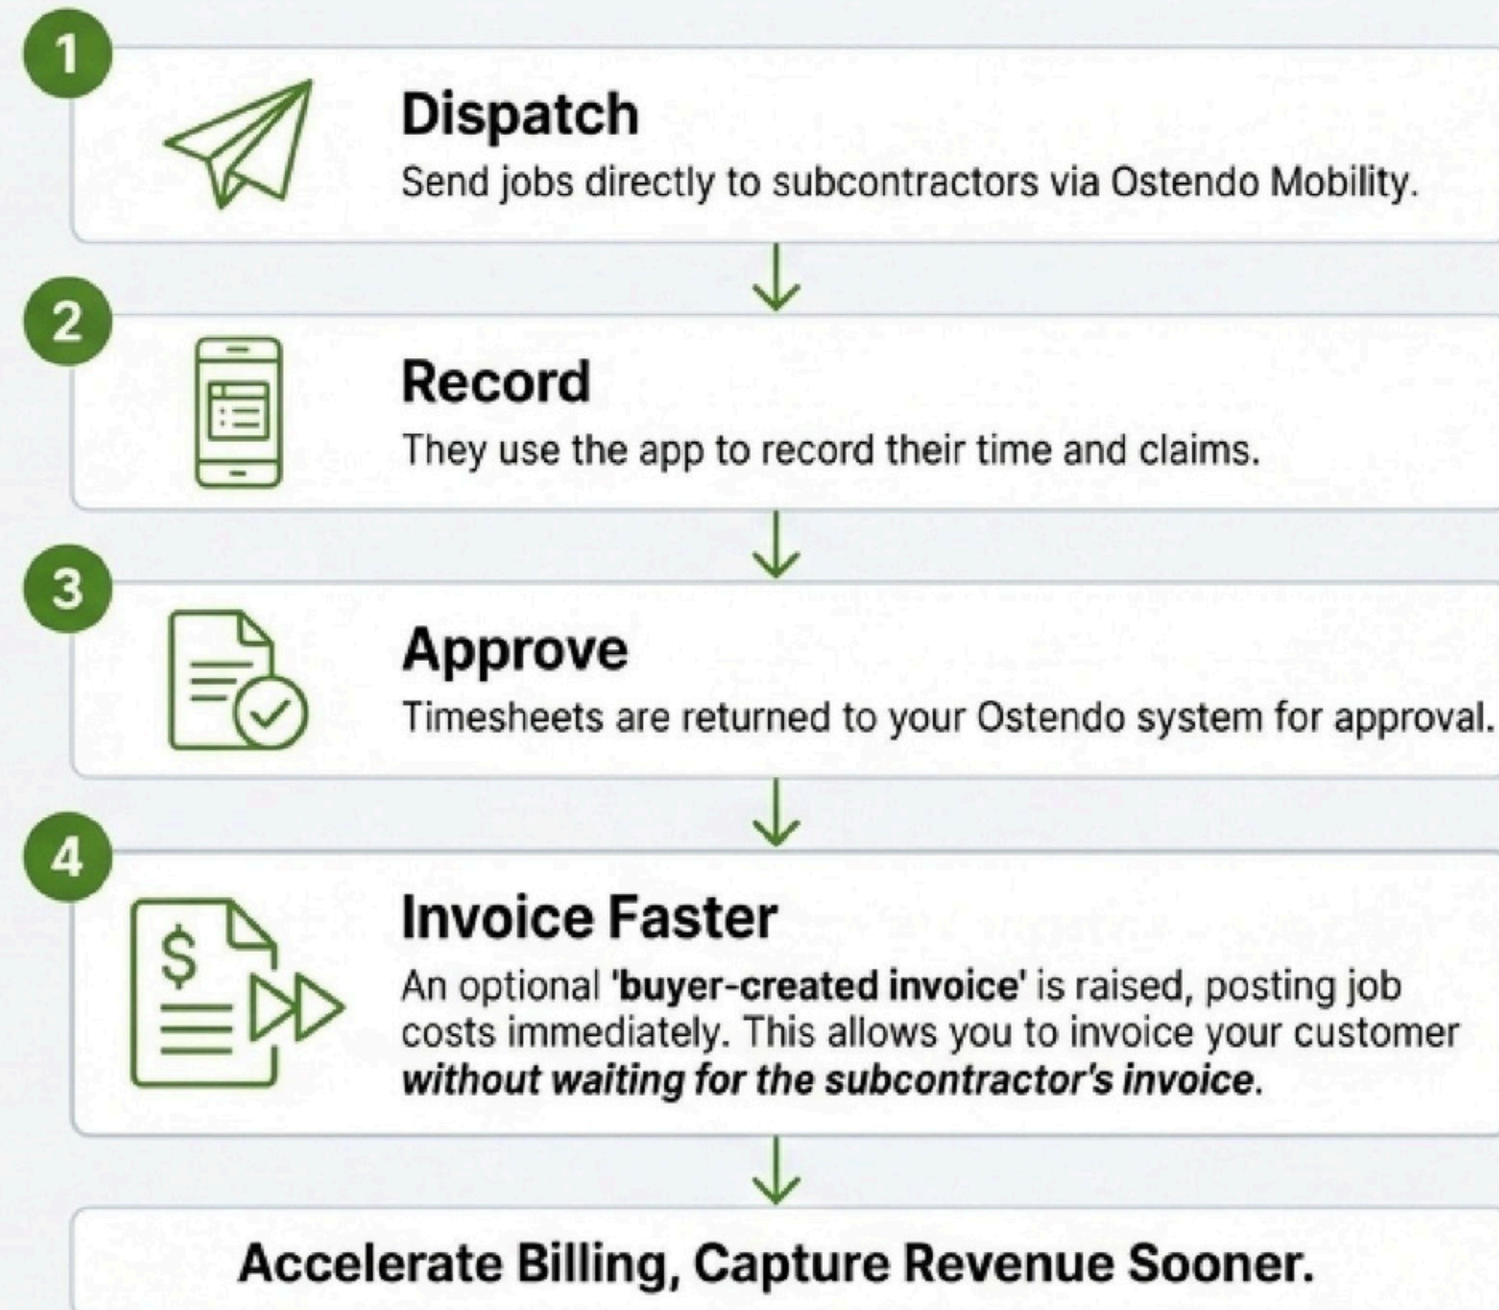 1
Dispatch
Send jobs directly to subcontractors via Ostendo Mobility.
2
Record
They use the app to record their time and claims.
3
Approve
Timesheets are returned to your Ostendo system for approval.
4
$
Invoice Faster
An optional 'buyer-created invoice' is raised, posting job
costs immediately. This allows you to invoice your customer
without waiting for the subcontractor's invoice.
Accelerate Billing, Capture Revenue Sooner.